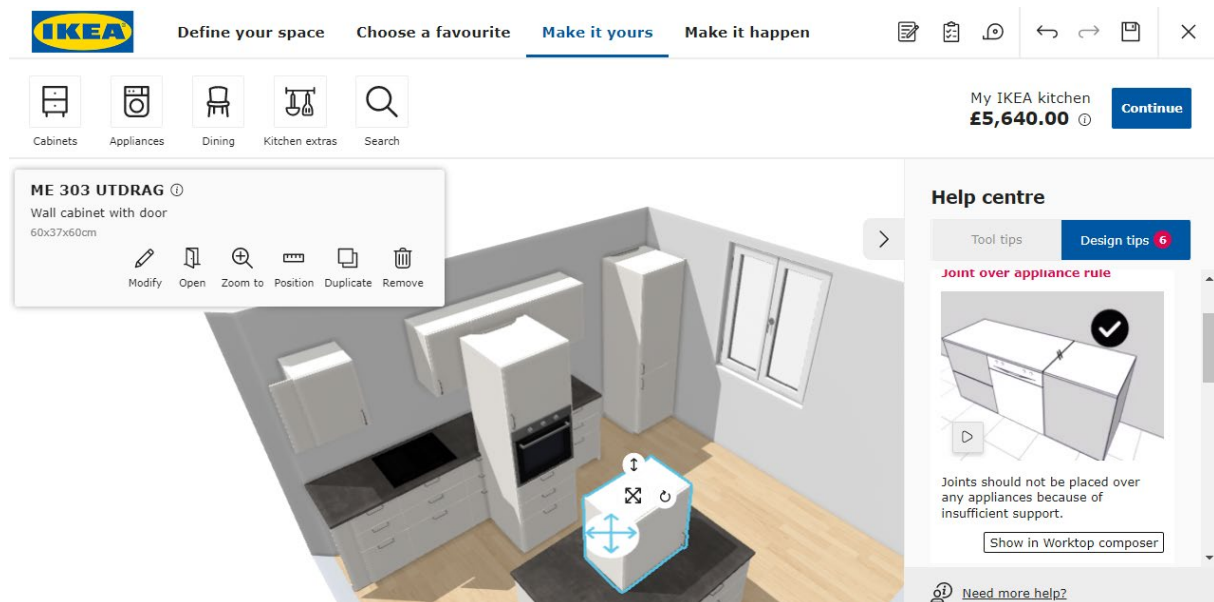 IKEA
Define your space
Choose a favourite
Make it yours
Make it happen
Cabinets
Appliances
Dining
Kitchen extras
Search
My IKEA kitchen
£5,640.00
Continue
ME 303 UTDRAG
Wall cabinet with door
60x37x60cm
Modify
Open
Zoom to
Position
Duplicate
Remove
Help centre
Tool tips
Design tips 6
Joint over appliance rule
Joints should not be placed over
any appliances because of
insufficient support.
Show in Worktop composer
Need more help?